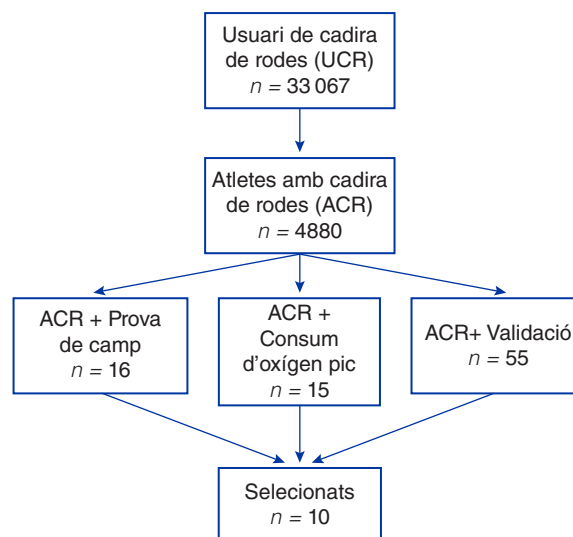 Usuari de cadira
de rodes (UCR)
n = 33 067
Atletes amb cadira
de rodes (ACR)
n = 4880
ACR + Prova
de camp
n = 16
ACR +
Consum
d'oxígen pic
n = 15
ACR+ Validació
n = 55
Selecionats
n = 10